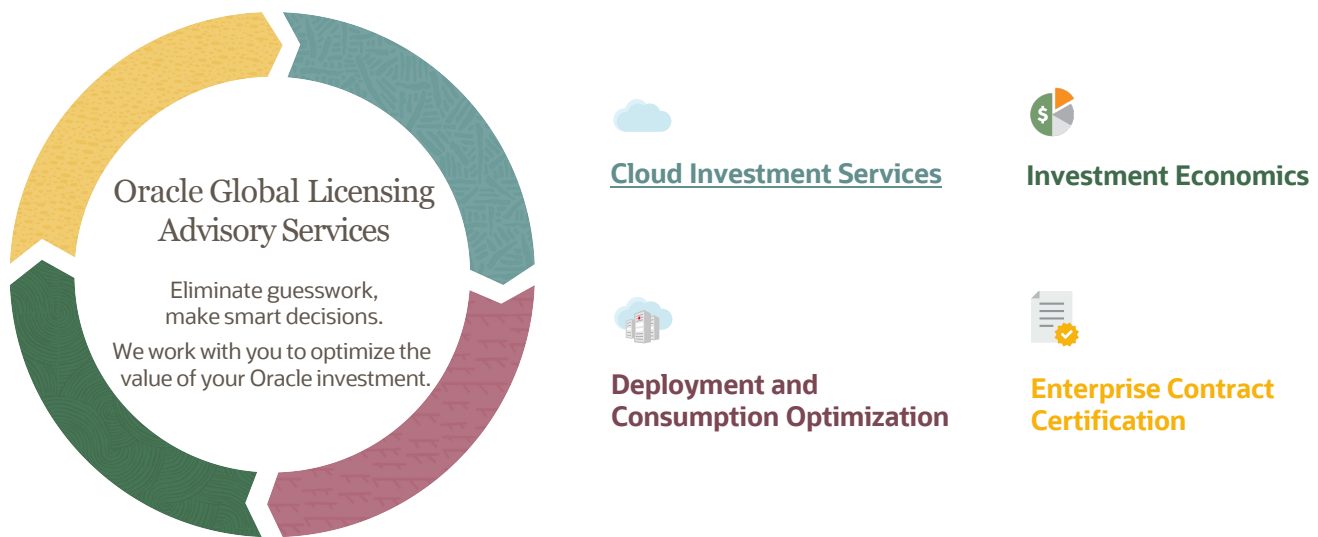 Oracle Global Licensing
Advisory Services
Eliminate guesswork,
make smart decisions.
We work with you to optimize the
value of your Oracle investment.
Cloud Investment Services
$
Investment Economics
Deployment and
Consumption Optimization
Enterprise Contract
Certification